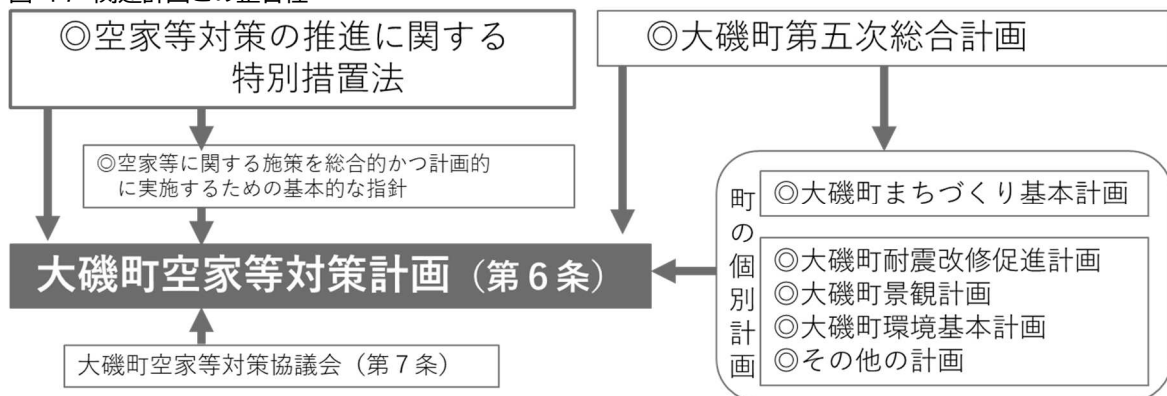 ◎空家等対策の推進に関する
特別措置法
◎大磯町第五次総合計画
◎空家等に関する施策を総合的かつ計画的
に実施するための基本的な指針
大磯町空家等対策計画（第６条）
大磯町空家等対策協議会（第７条）
町の個別計画
◎大磯町まちづくり基本計画
◎大磯町耐震改修促進計画
◎大磯町景観計画
◎大磯町環境基本計画
◎その他の計画